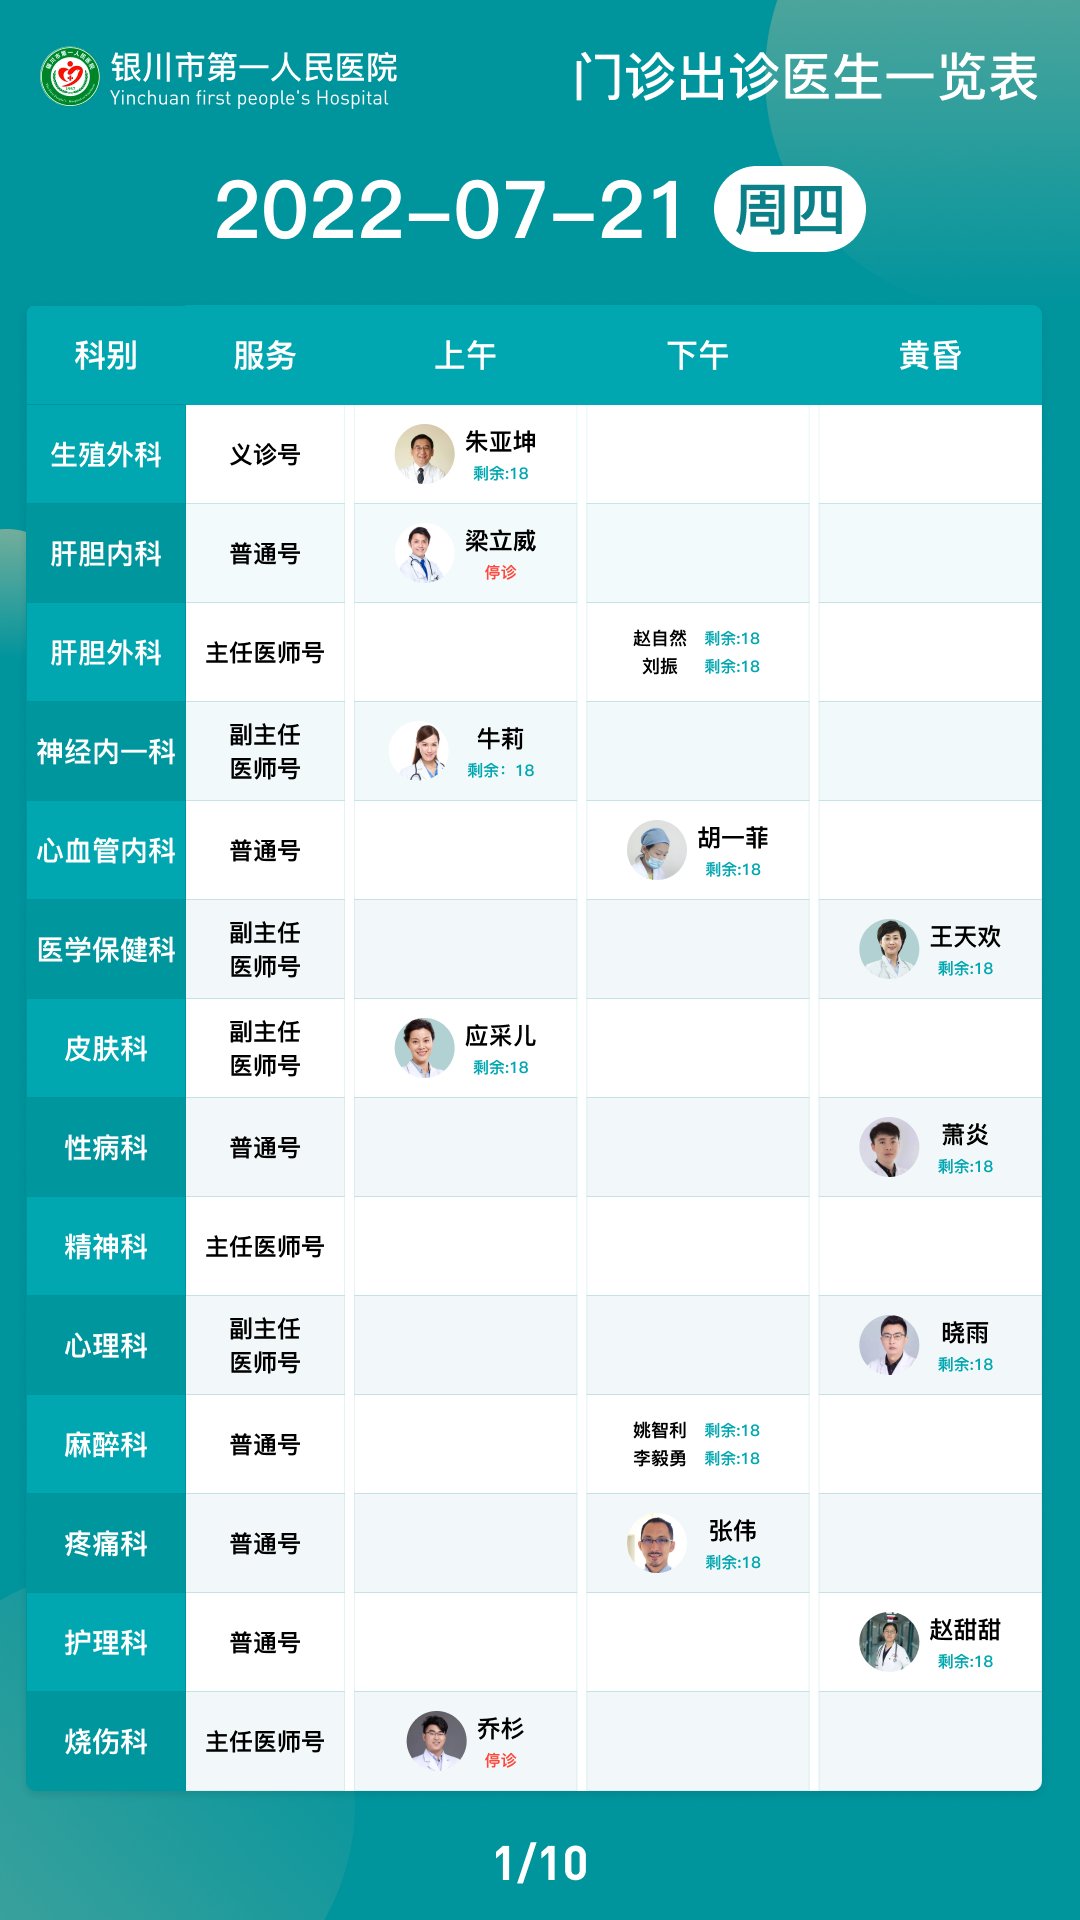 银川市第一人民医院
Yinchuan first people's Hospital
门诊出诊医生一览表
2022-07-21 周四
科别 服务 上午 下午 黄昏
生殖外科 义诊号 朱亚坤
剩余:18
肝胆内科 普通号 梁立威
停诊
肝胆外科 主任医师号 赵自然 剩余:18
刘振 剩余:18
神经内一科 副主任
医师号 牛莉
剩余：18
心血管内科 普通号 胡一菲
剩余:18
医学保健科 副主任
医师号 王天欢
剩余:18
皮肤科 副主任
医师号 应采儿
剩余:18
性病科 普通号 萧炎
剩余:18
精神科 主任医师号
心理科 副主任
医师号 晓雨
剩余:18
麻醉科 普通号 姚智利 剩余:18
李毅勇 剩余:18
疼痛科 普通号 张伟
剩余:18
护理科 普通号 赵甜甜
剩余:18
烧伤科 主任医师号 乔杉
停诊
1/10